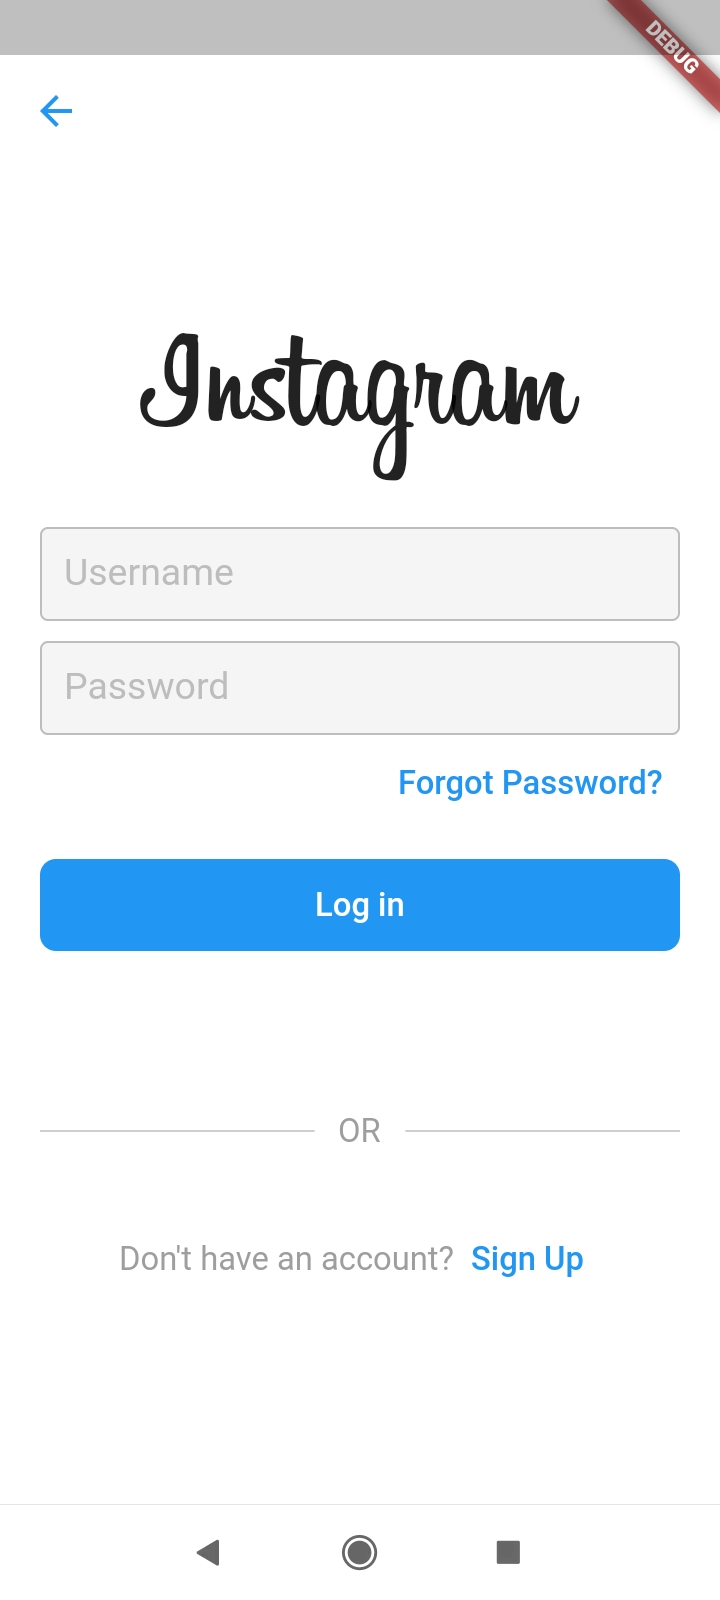 DEBUG
Instagram
Username
Password
Forgot Password?
Log in
OR
Don't have an account? Sign Up